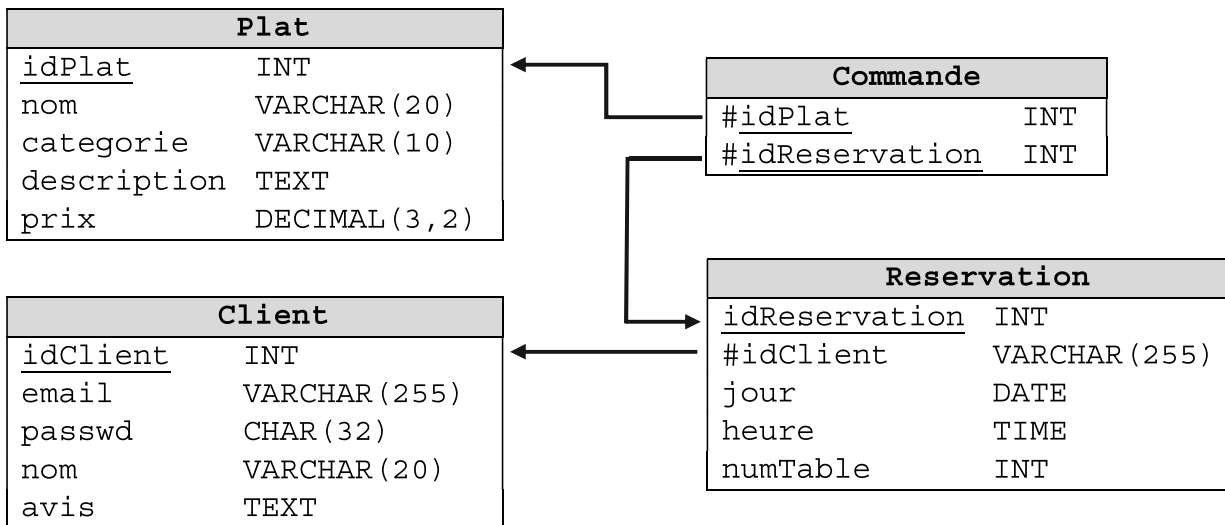 Plat
idPlat INT
nom VARCHAR(20)
categorie VARCHAR(10)
description TEXT
prix DECIMAL(3,2)
Commande
#idPlat INT
#idReservation INT
Client
idClient INT
email VARCHAR(255)
passwd CHAR(32)
nom VARCHAR(20)
avis TEXT
Reservation
idReservation INT
#idClient VARCHAR(255)
jour DATE
heure TIME
numTable INT